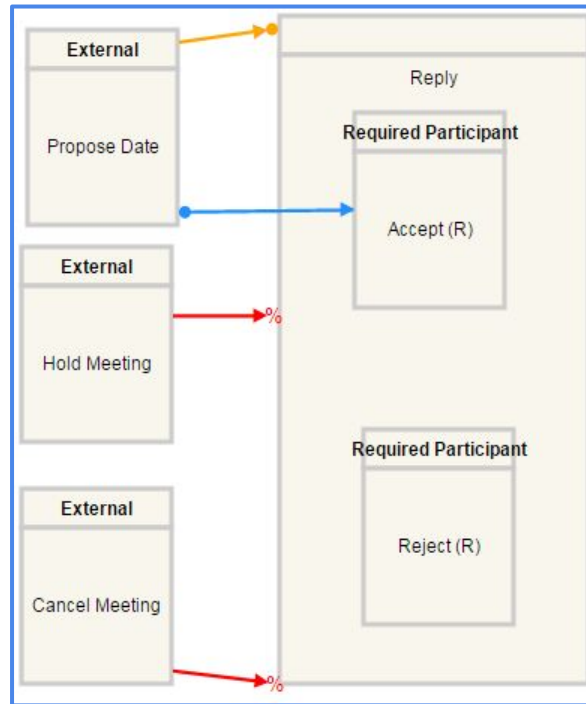 External
Propose Date
External
Hold Meeting
External
Cancel Meeting
Reply
Required Participant
Accept (R)
%
Required Participant
Reject (R)
%